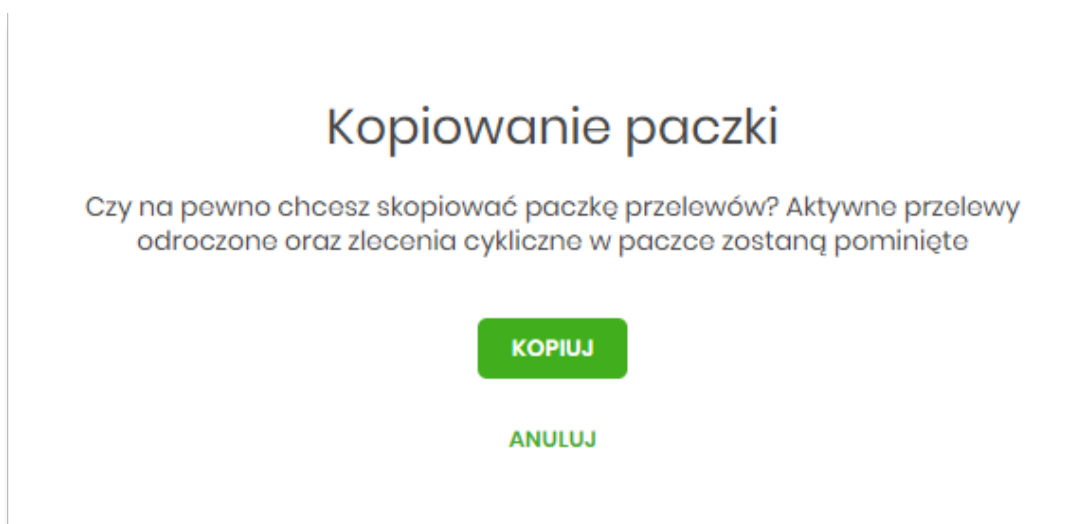 Kopiowanie paczki
Czy na pewno chcesz skopiować paczkę przelewów? Aktywne przelewy
odroczone oraz zlecenia cykliczne w paczce zostaną pominięte
KOPIUJ
ANULUJ